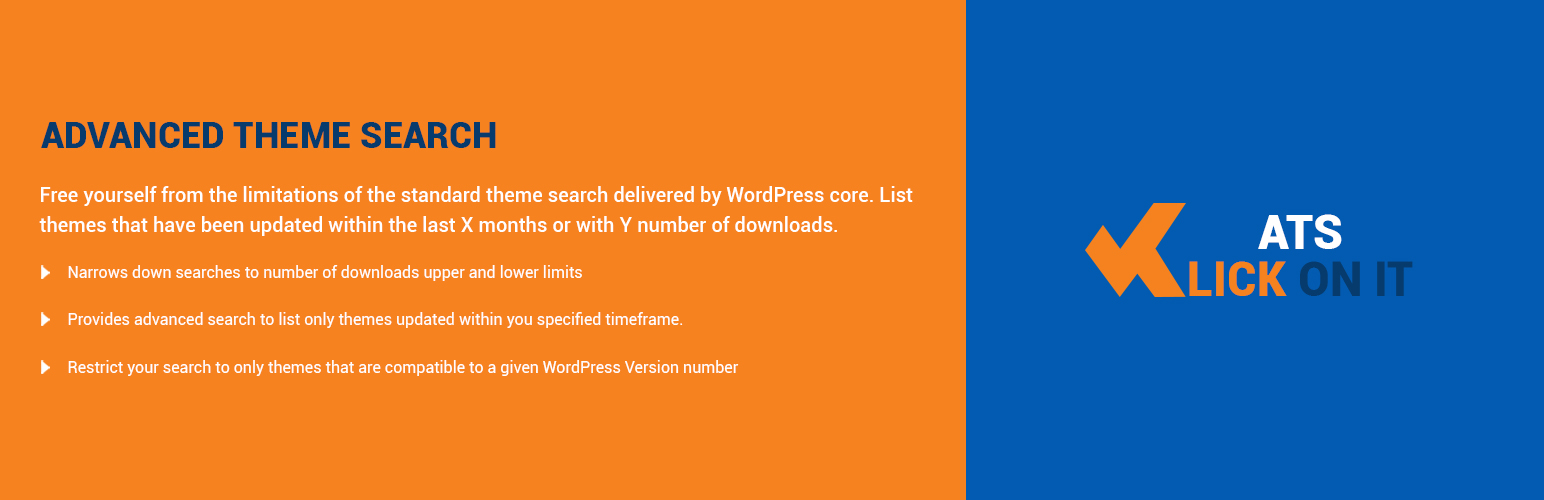 ADVANCED THEME SEARCH
Free yourself from the limitations of the standard theme search delivered by WordPress core. List
themes that have been updated within the last X months or with Y number of downloads.
Narrows down searches to number of downloads upper and lower limits
Provides advanced search to list only themes updated within you specified timeframe.
Restrict your search to only themes that are compatible to a given WordPress Version number
ATS
KLICK ON IT